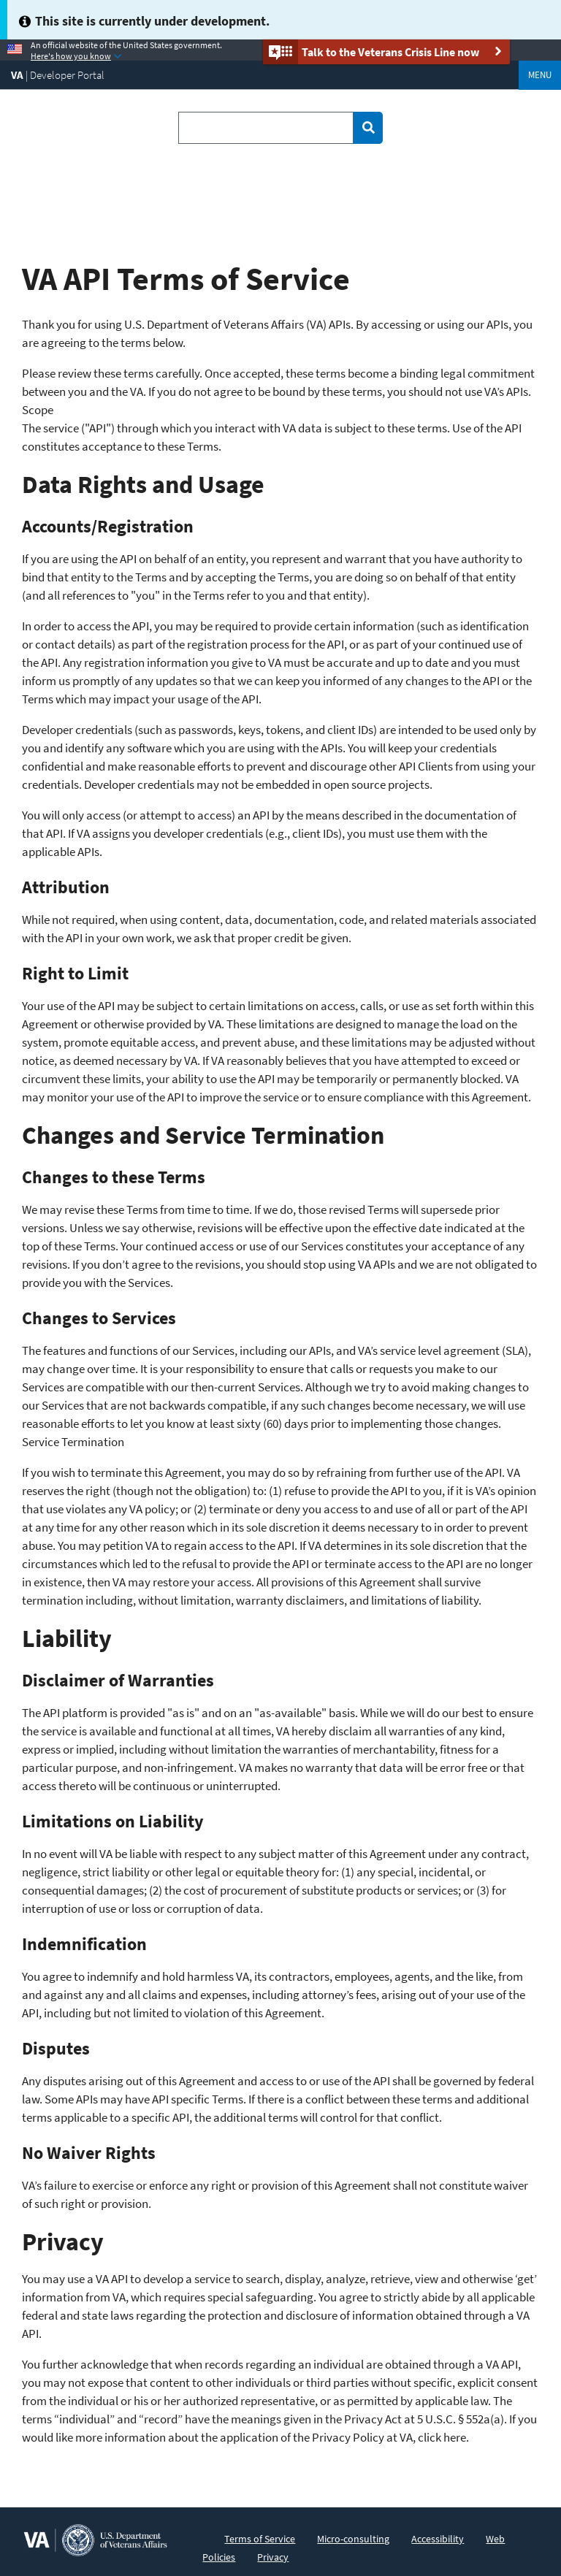 This site is currently under development.
An official website of the United States government.
Here's how you know
Talk to the Veterans Crisis Line now
VA | Developer Portal
MENU
VA API Terms of Service
Thank you for using U.S. Department of Veterans Affairs (VA) APIs. By accessing or using our APIs, you
are agreeing to the terms below.
Please review these terms carefully. Once accepted, these terms become a binding legal commitment
between you and the VA. If you do not agree to be bound by these terms, you should not use VA’s APIs.
Scope
The service ("API") through which you interact with VA data is subject to these terms. Use of the API
constitutes acceptance to these Terms.
Data Rights and Usage
Accounts/Registration
If you are using the API on behalf of an entity, you represent and warrant that you have authority to
bind that entity to the Terms and by accepting the Terms, you are doing so on behalf of that entity
(and all references to "you" in the Terms refer to you and that entity).
In order to access the API, you may be required to provide certain information (such as identification
or contact details) as part of the registration process for the API, or as part of your continued use of
the API. Any registration information you give to VA must be accurate and up to date and you must
inform us promptly of any updates so that we can keep you informed of any changes to the API or the
Terms which may impact your usage of the API.
Developer credentials (such as passwords, keys, tokens, and client IDs) are intended to be used only by
you and identify any software which you are using with the APIs. You will keep your credentials
confidential and make reasonable efforts to prevent and discourage other API Clients from using your
credentials. Developer credentials may not be embedded in open source projects.
You will only access (or attempt to access) an API by the means described in the documentation of
that API. If VA assigns you developer credentials (e.g., client IDs), you must use them with the
applicable APIs.
Attribution
While not required, when using content, data, documentation, code, and related materials associated
with the API in your own work, we ask that proper credit be given.
Right to Limit
Your use of the API may be subject to certain limitations on access, calls, or use as set forth within this
Agreement or otherwise provided by VA. These limitations are designed to manage the load on the
system, promote equitable access, and prevent abuse, and these limitations may be adjusted without
notice, as deemed necessary by VA. If VA reasonably believes that you have attempted to exceed or
circumvent these limits, your ability to use the API may be temporarily or permanently blocked. VA
may monitor your use of the API to improve the service or to ensure compliance with this Agreement.
Changes and Service Termination
Changes to these Terms
We may revise these Terms from time to time. If we do, those revised Terms will supersede prior
versions. Unless we say otherwise, revisions will be effective upon the effective date indicated at the
top of these Terms. Your continued access or use of our Services constitutes your acceptance of any
revisions. If you don’t agree to the revisions, you should stop using VA APIs and we are not obligated to
provide you with the Services.
Changes to Services
The features and functions of our Services, including our APIs, and VA’s service level agreement (SLA),
may change over time. It is your responsibility to ensure that calls or requests you make to our
Services are compatible with our then-current Services. Although we try to avoid making changes to
our Services that are not backwards compatible, if any such changes become necessary, we will use
reasonable efforts to let you know at least sixty (60) days prior to implementing those changes.
Service Termination
If you wish to terminate this Agreement, you may do so by refraining from further use of the API. VA
reserves the right (though not the obligation) to: (1) refuse to provide the API to you, if it is VA’s opinion
that use violates any VA policy; or (2) terminate or deny you access to and use of all or part of the API
at any time for any other reason which in its sole discretion it deems necessary to in order to prevent
abuse. You may petition VA to regain access to the API. If VA determines in its sole discretion that the
circumstances which led to the refusal to provide the API or terminate access to the API are no longer
in existence, then VA may restore your access. All provisions of this Agreement shall survive
termination including, without limitation, warranty disclaimers, and limitations of liability.
Liability
Disclaimer of Warranties
The API platform is provided "as is" and on an "as-available" basis. While we will do our best to ensure
the service is available and functional at all times, VA hereby disclaim all warranties of any kind,
express or implied, including without limitation the warranties of merchantability, fitness for a
particular purpose, and non-infringement. VA makes no warranty that data will be error free or that
access thereto will be continuous or uninterrupted.
Limitations on Liability
In no event will VA be liable with respect to any subject matter of this Agreement under any contract,
negligence, strict liability or other legal or equitable theory for: (1) any special, incidental, or
consequential damages; (2) the cost of procurement of substitute products or services; or (3) for
interruption of use or loss or corruption of data.
Indemnification
You agree to indemnify and hold harmless VA, its contractors, employees, agents, and the like, from
and against any and all claims and expenses, including attorney’s fees, arising out of your use of the
API, including but not limited to violation of this Agreement.
Disputes
Any disputes arising out of this Agreement and access to or use of the API shall be governed by federal
law. Some APIs may have API specific Terms. If there is a conflict between these terms and additional
terms applicable to a specific API, the additional terms will control for that conflict.
No Waiver Rights
VA’s failure to exercise or enforce any right or provision of this Agreement shall not constitute waiver
of such right or provision.
Privacy
You may use a VA API to develop a service to search, display, analyze, retrieve, view and otherwise ‘get’
information from VA, which requires special safeguarding. You agree to strictly abide by all applicable
federal and state laws regarding the protection and disclosure of information obtained through a VA
API.
You further acknowledge that when records regarding an individual are obtained through a VA API,
you may not expose that content to other individuals or third parties without specific, explicit consent
from the individual or his or her authorized representative, or as permitted by applicable law. The
terms “individual” and “record” have the meanings given in the Privacy Act at 5 U.S.C. § 552a(a). If you
would like more information about the application of the Privacy Policy at VA, click here.
VA
U.S. Department
of Veterans Affairs
Terms of Service Micro-consulting Accessibility Web
Policies Privacy